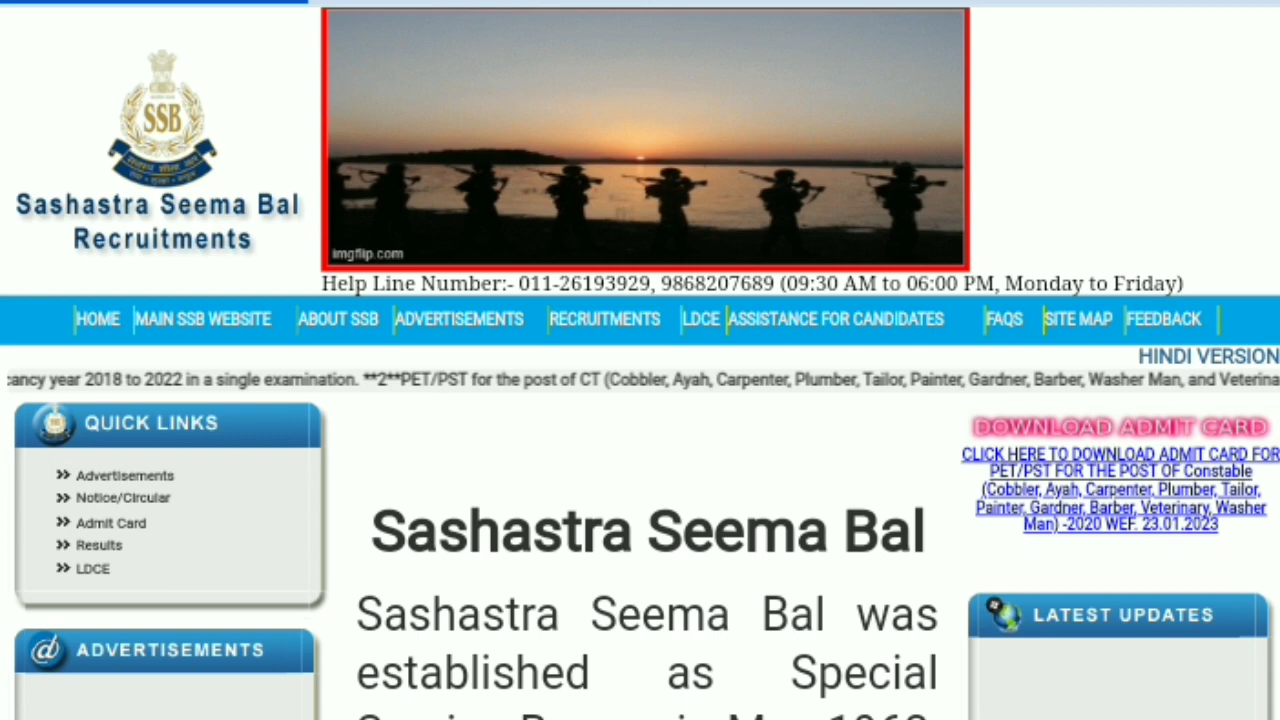 SSB
Sashastra Seema Bal
Recruitments
imgflip.com
Help Line Number:- 011-26193929, 9868207689 (09:30 AM to 06:00 PM, Monday to Friday)
HOME MAIN SSB WEBSITE ABOUT SSB ADVERTISEMENTS RECRUITMENTS LDCE ASSISTANCE FOR CANDIDATES FAQS SITE MAP FEEDBACK
HINDI VERSION
year 2018 to 2022 in a single examination. **2**PET/PST for the post of CT (Cobbler, Ayah, Carpenter, Plumber, Tailor, Painter, Gardner, Barber, Washer Man, and
QUICK LINKS
Advertisements
Notice/Circular
Admit Card
Results
LDCE
ADVERTISEMENTS
Sashastra Seema Bal
Sashastra Seema Bal was
established as Special
DOWNLOAD ADMIT CARD
CLICK HERE TO DOWNLOAD ADMIT CARD FOR
PET/PST FOR THE POST OF Constable
(Cobbler, Ayah, Carpenter, Plumber, Tailor,
Painter, Gardner, Barber, Veterinary, Washer
Man) -2020 WEF. 23.01.2023
LATEST UPDATES